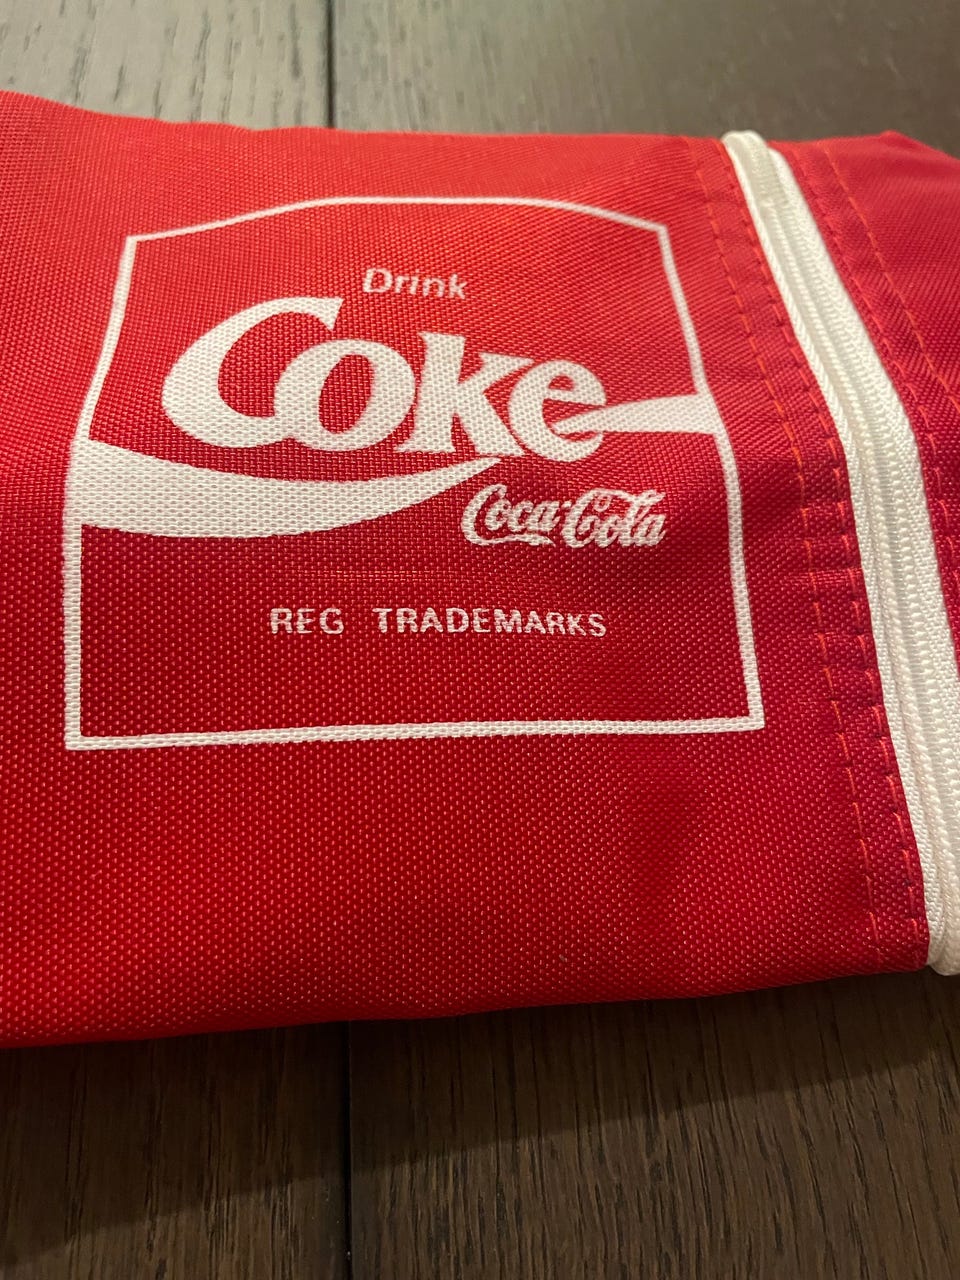 Drink
Coke
Coca-Cola
REG TRADEMARKS